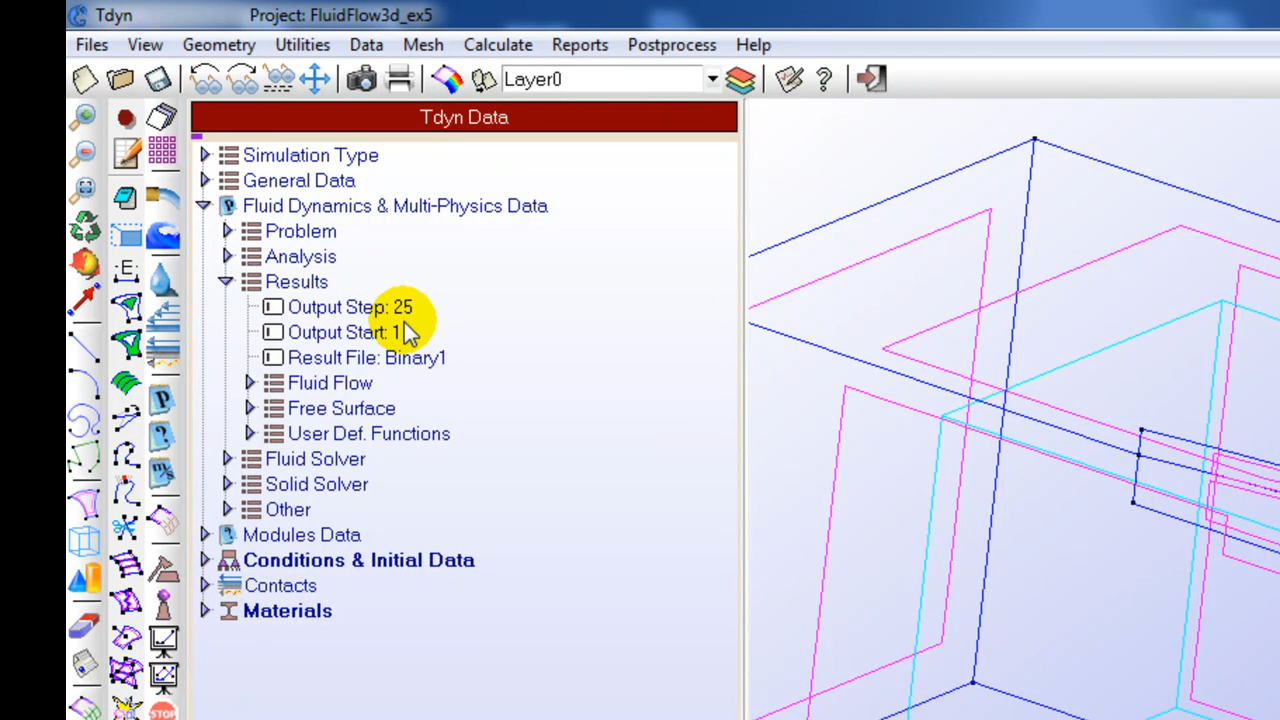 Tdyn Project: FluidFlow3d_ex5
Files View Geometry Utilities Data Mesh Calculate Reports Postprocess Help
Layer0
Tdyn Data
Simulation Type
General Data
Fluid Dynamics & Multi-Physics Data
Problem
Analysis
Results
Output Step: 25
Output Start: 1
Result File: Binary1
Fluid Flow
Free Surface
User Def. Functions
Fluid Solver
Solid Solver
Other
Modules Data
Conditions & Initial Data
Contacts
Materials
-E-
STOP